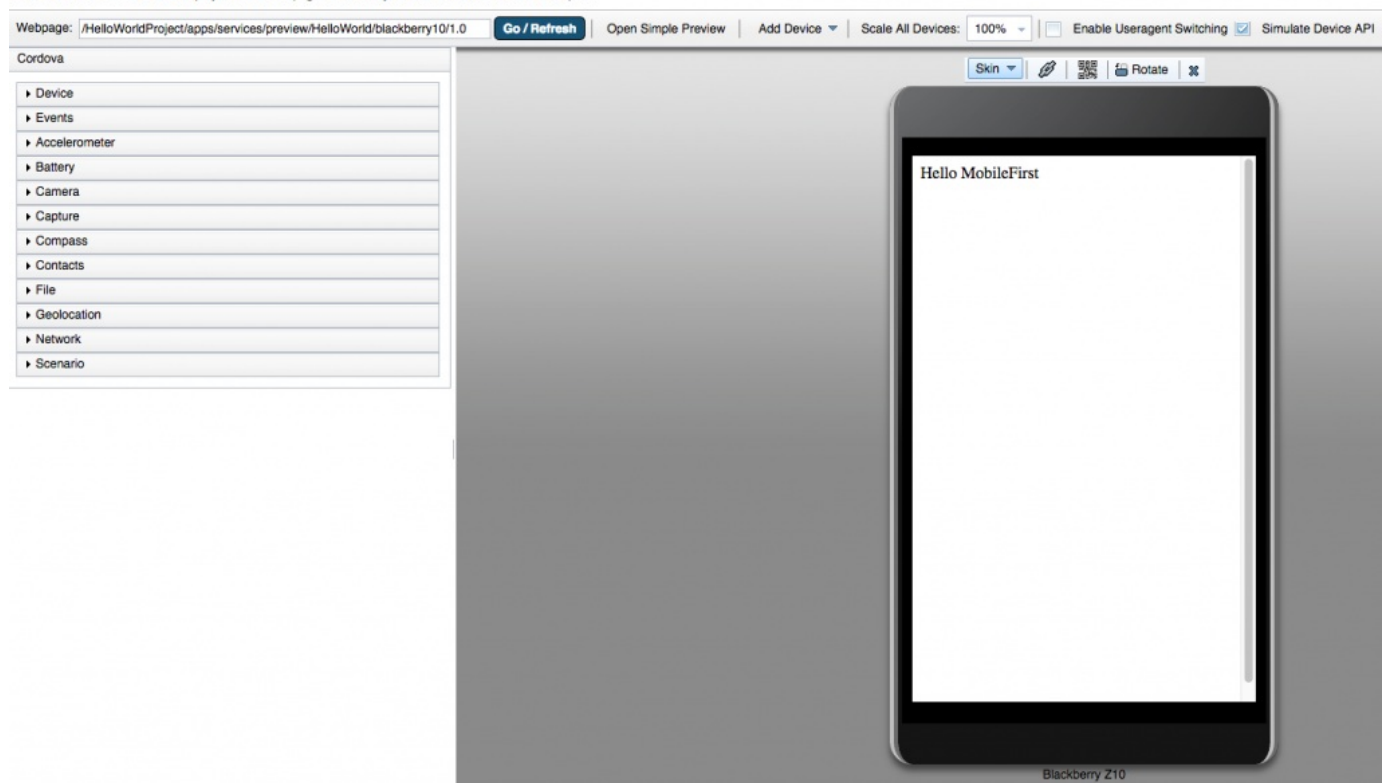 Webpage: /HelloWorldProject/apps/services/preview/HelloWorld/blackberry10/1.0 Go / Refresh Open Simple Preview Add Device Scale All Devices: 100% Enable Useragent Switching Simulate Device API
Cordova
Skin Rotate
Device
Events
Accelerometer
Battery
Camera
Capture
Compass
Contacts
File
Geolocation
Network
Scenario
Hello MobileFirst
Blackberry Z10